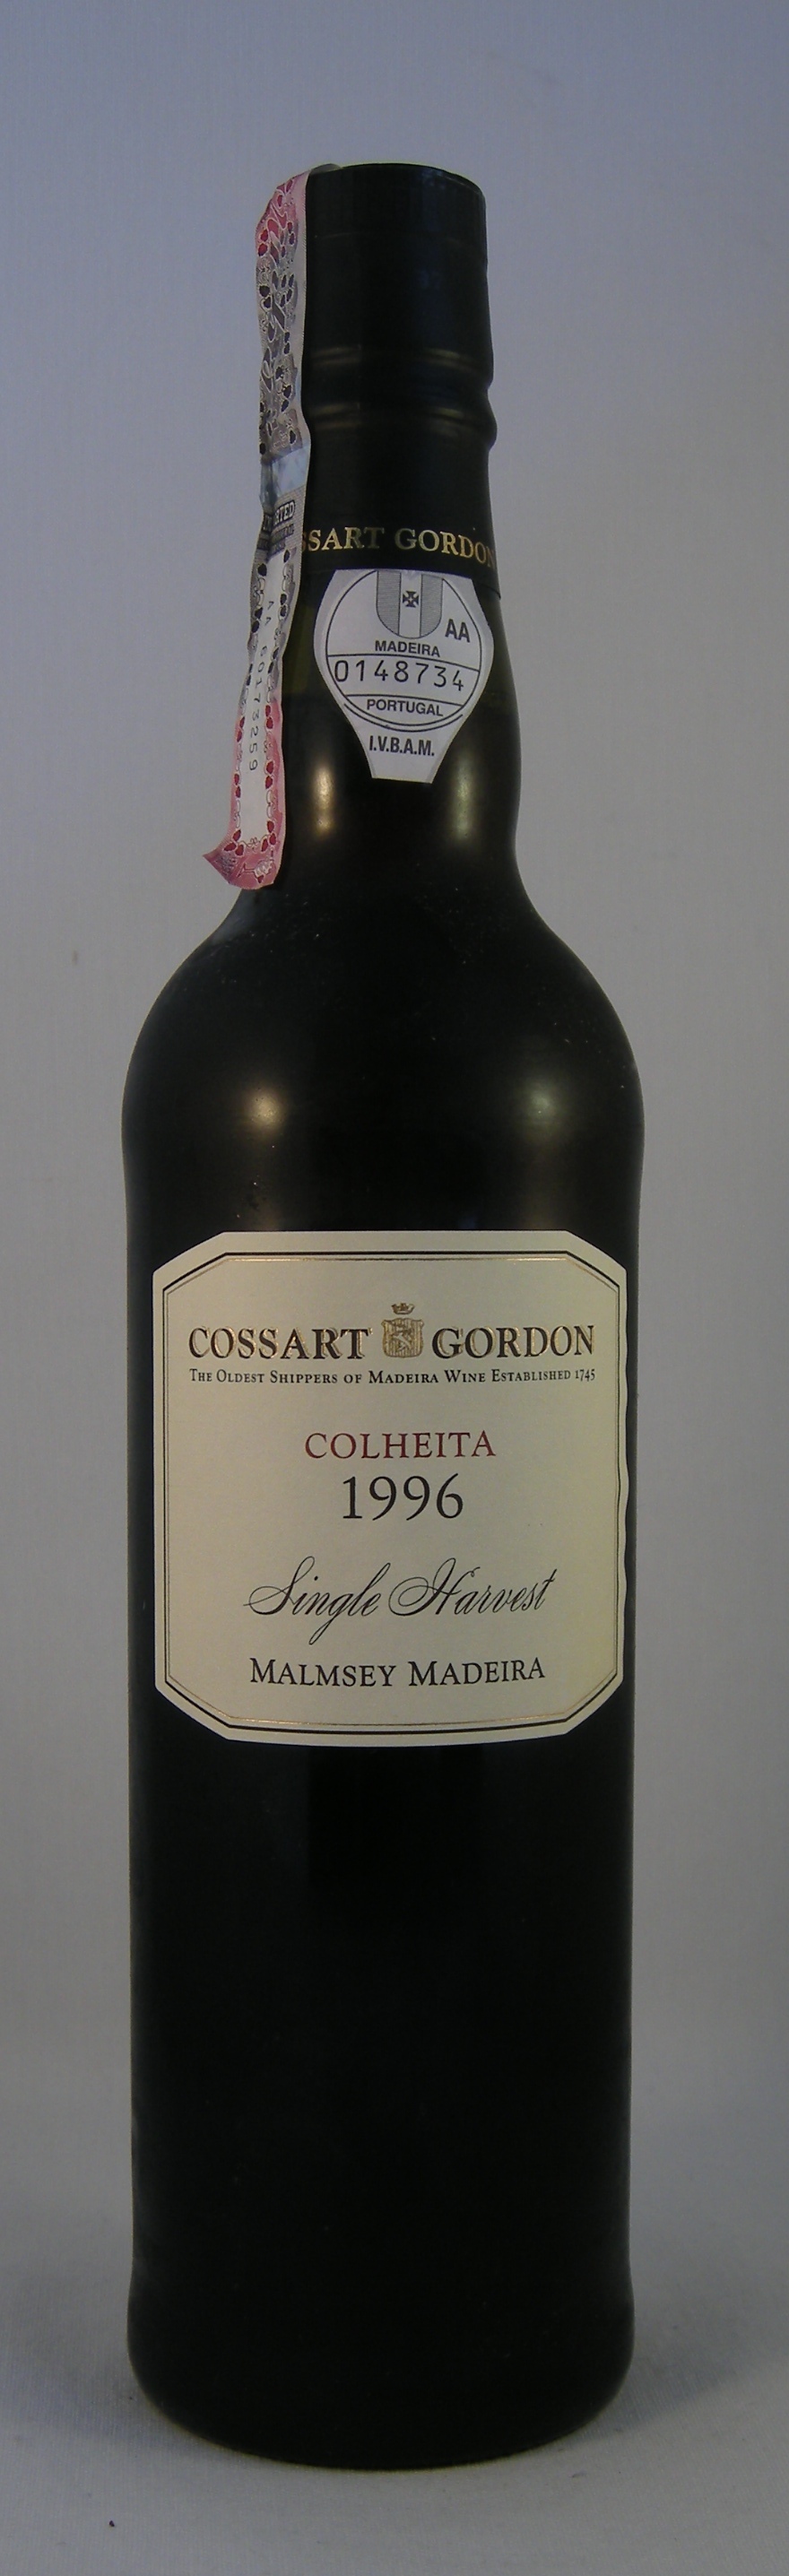 SSART GORDON
AA
MADEIRA
0148734
PORTUGAL
I.V.B.A.M.
COSSART GORDON
THE OLDEST SHIPPERS OF MADEIRA WINE ESTABLISHED 1745
COLHEITA
1996
Single Harvest
MALMSEY MADEIRA